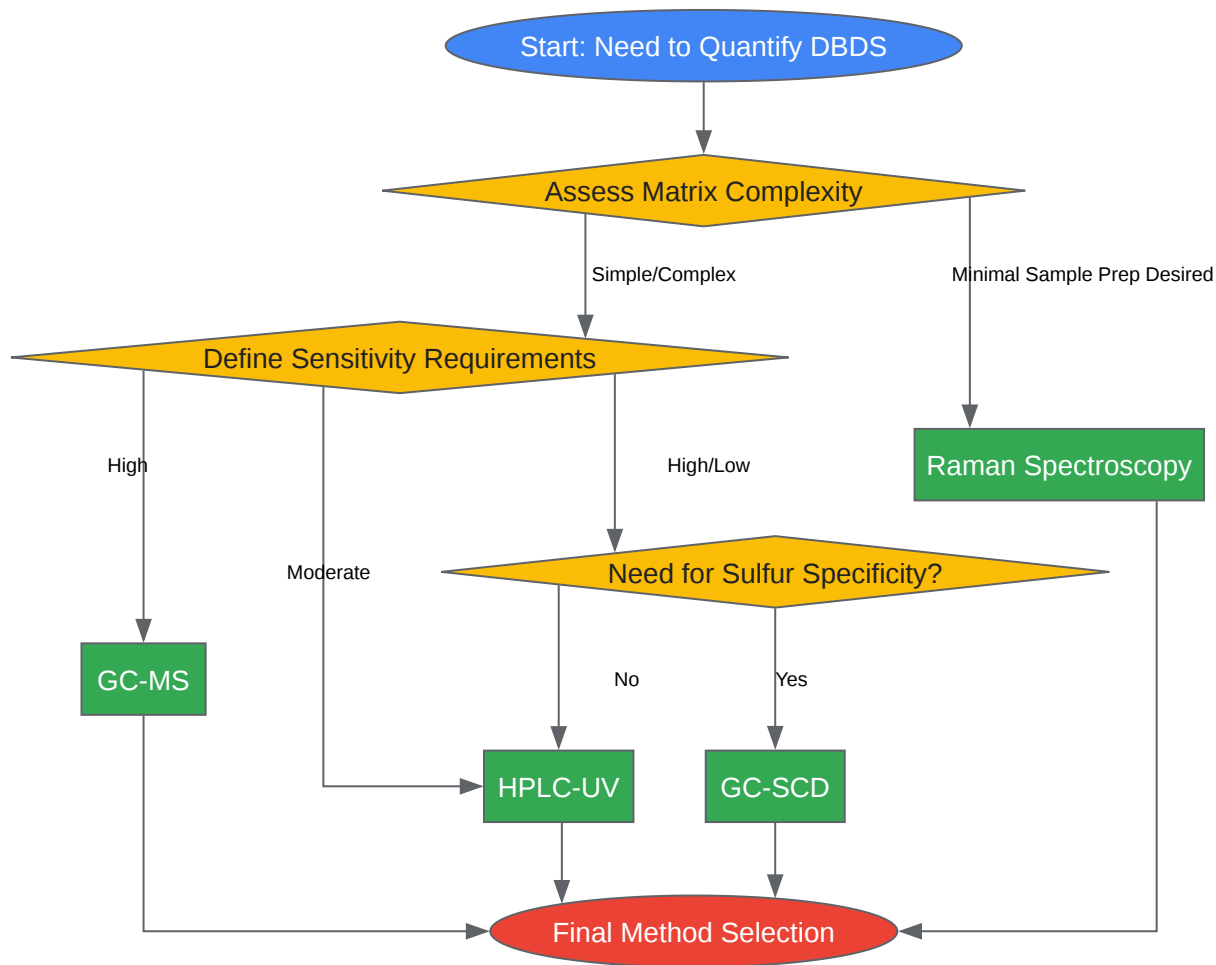 Start: Need to Quantify DBDS
Assess Matrix Complexity
Simple/Complex
Minimal Sample Prep Desired
Define Sensitivity Requirements
High
High/Low
Raman Spectroscopy
Moderate
Need for Sulfur Specificity?
GC-MS
No
Yes
HPLC-UV
GC-SCD
Final Method Selection